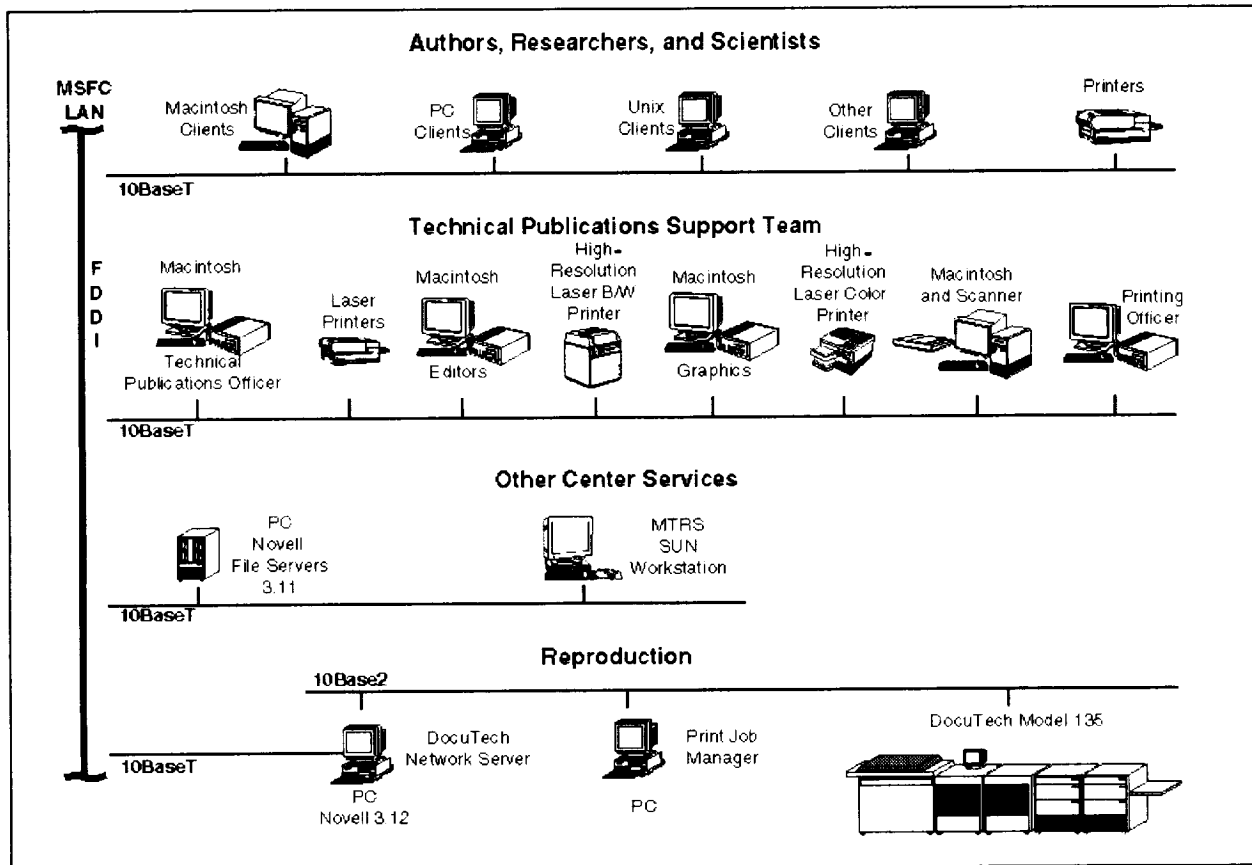 Authors, Researchers, and Scientists
MSFC
LAN
Macintosh
Clients
PC
Clients
Unix
Clients
Other
Clients
Printers
10BaseT
Technical Publications Support Team
F
D
D
I
Macintosh
Technical
Publications Officer
Laser
Printers
Macintosh
Editors
High-
Resolution
Laser B/W
Printer
Macintosh
Graphics
High-
Resolution
Laser Color
Printer
Macintosh
and Scanner
Printing
Officer
10BaseT
Other Center Services
PC
Novell
File Servers
3.11
MTRS
SUN
Workstation
10BaseT
Reproduction
10Base2
DocuTech
Network Server
PC
Novell 3.12
Print Job
Manager
PC
DocuTech Model 135
10BaseT